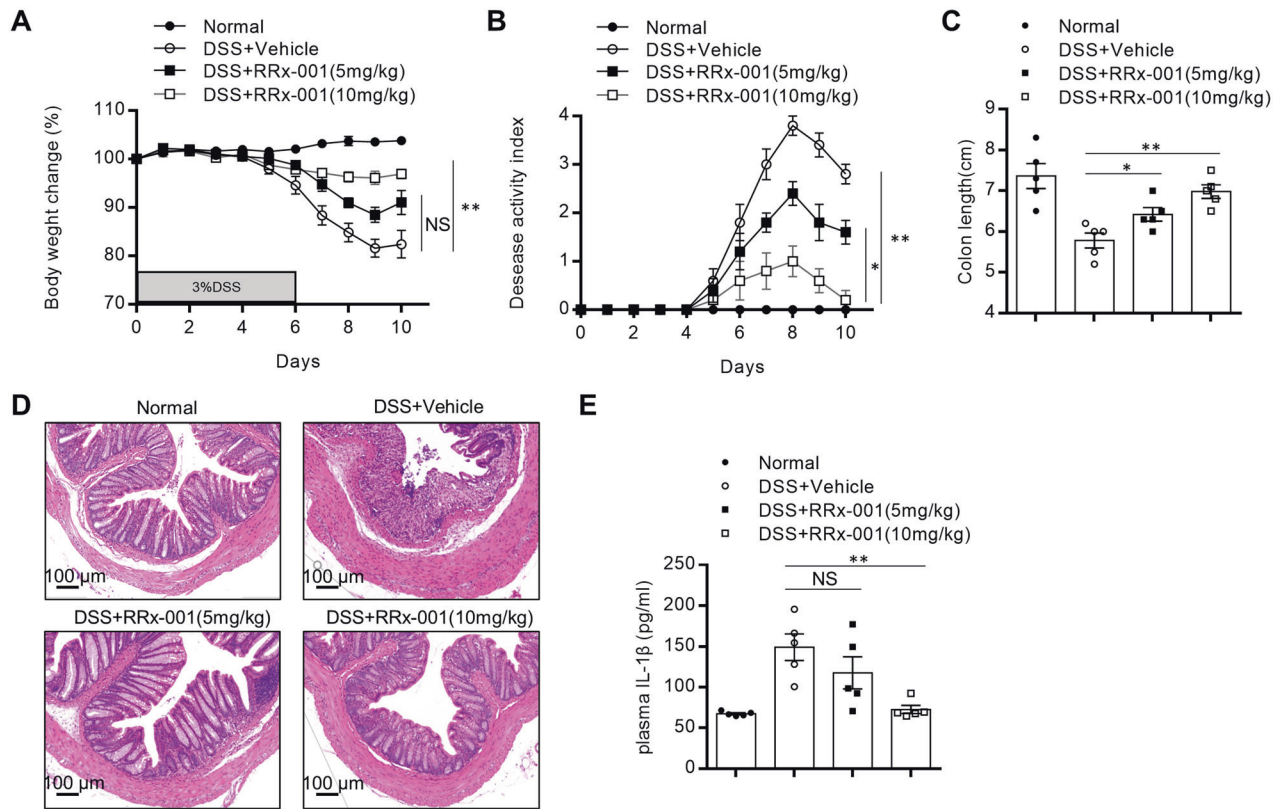 A
Normal
DSS+Vehicle
DSS+RRx-001(5mg/kg)
DSS+RRx-001(10mg/kg)
Body weght change (%)
110
100
90
80
70
3%DSS
NS
**
0 2 4 6 8 10
Days
B
Normal
DSS+Vehicle
DSS+RRx-001(5mg/kg)
DSS+RRx-001(10mg/kg)
Desease activity index
4
3
2
1
0
*
**
0 2 4 6 8 10
Days
C
Normal
DSS+Vehicle
DSS+RRx-001(5mg/kg)
DSS+RRx-001(10mg/kg)
Colon length(cm)
9
8
7
6
5
4
**
*
D
Normal
DSS+Vehicle
100 µm
100 µm
DSS+RRx-001(5mg/kg)
DSS+RRx-001(10mg/kg)
100 µm
100 µm
E
Normal
DSS+Vehicle
DSS+RRx-001(5mg/kg)
DSS+RRx-001(10mg/kg)
plasma IL-1β (pg/ml)
250
200
150
100
50
0
**
NS